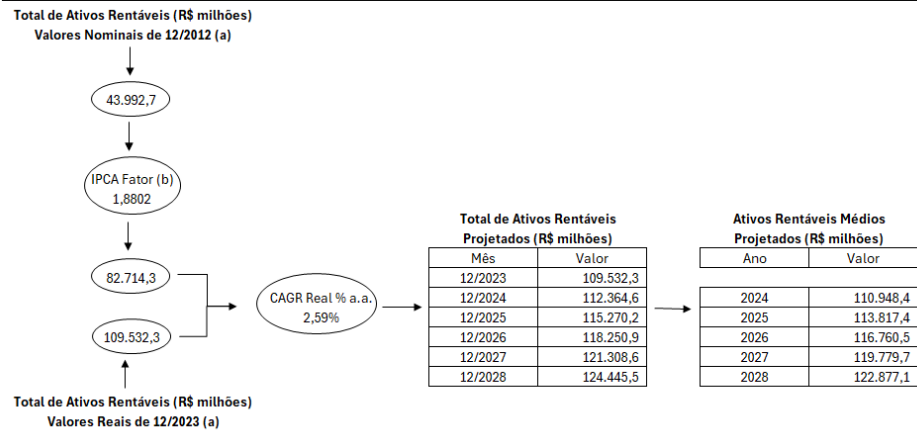 Total de Ativos Rentáveis (R$ milhões)
Valores Nominais de 12/2012 (a)
43.992,7
IPCA Fator (b)
1,8802
82.714,3
109.532,3
Total de Ativos Rentáveis (R$ milhões)
Valores Reais de 12/2023 (a)
CAGR Real % a.a.
2,59%
Total de Ativos Rentáveis
Projetados (R$ milhões)
Mês Valor
12/2023 109.532,3
12/2024 112.364,6
12/2025 115.270,2
12/2026 118.250,9
12/2027 121.308,6
12/2028 124.445,5
Ativos Rentáveis Médios
Projetados (R$ milhões)
Ano Valor
2024 110.948,4
2025 113.817,4
2026 116.760,5
2027 119.779,7
2028 122.877,1